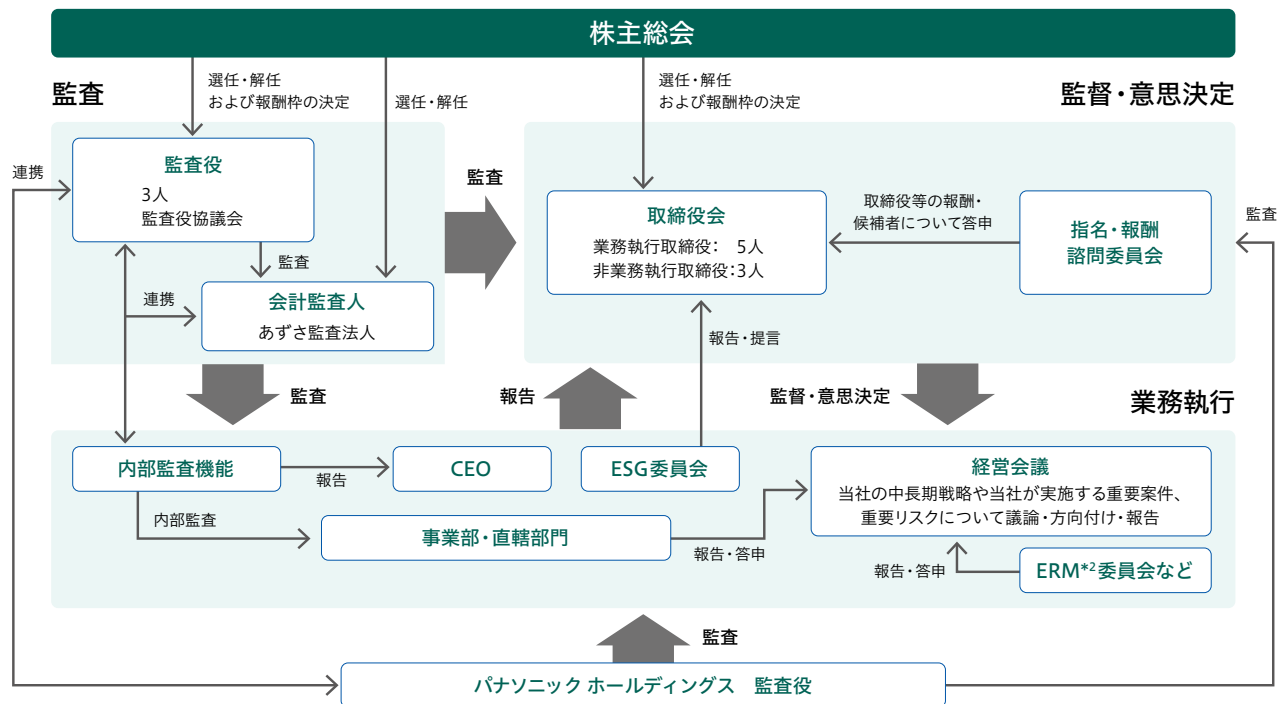 株主総会
監査
選任・解任
および報酬枠の決定
選任・解任
選任・解任
および報酬枠の決定
監督・意思決定
連携
監査役
3人
監査役協議会
監査
連携
会計監査人
あずさ監査法人
監査
取締役会
業務執行取締役： 5人
非業務執行取締役：3人
取締役等の報酬・
候補者について答申
指名・報酬
諮問委員会
監査
報告・提言
監査
報告
監督・意思決定
業務執行
内部監査機能
報告
CEO
ESG委員会
経営会議
当社の中長期戦略や当社が実施する重要案件、
重要リスクについて議論・方向付け・報告
内部監査
事業部・直轄部門
報告・答申
報告・答申
ERM*2委員会など
監査
パナソニック ホールディングス 監査役